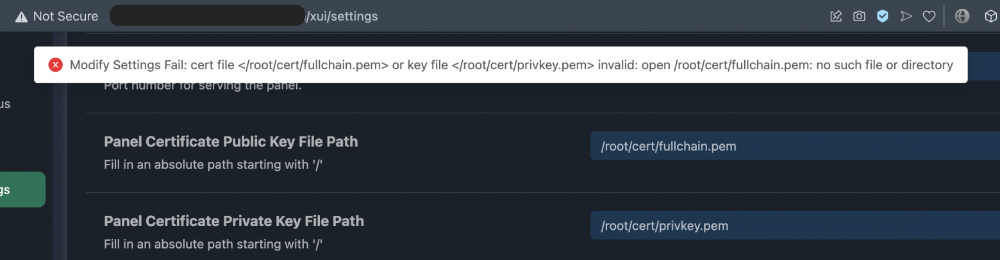 Not Secure
/xui/settings
Modify Settings Fail: cert file </root/cert/fullchain.pem> or key file </root/cert/privkey.pem> invalid: open /root/cert/fullchain.pem: no such file or directory
Port number for serving the panel.
us
Panel Certificate Public Key File Path
/root/cert/fullchain.pem
Fill in an absolute path starting with '/'
gs
Panel Certificate Private Key File Path
/root/cert/privkey.pem
Fill in an absolute path starting with '/'